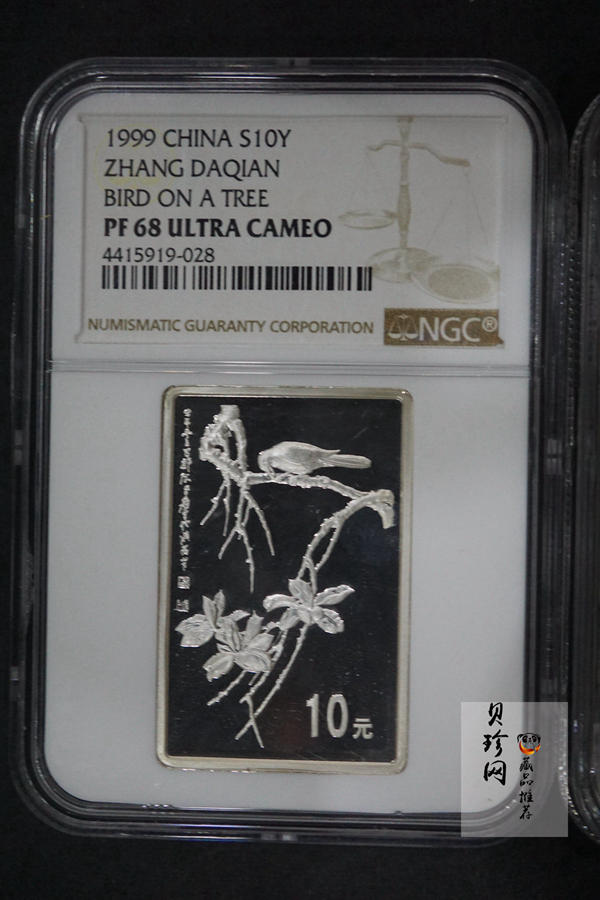 1999 CHINA S10Y
ZHANG DAQIAN
BIRD ON A TREE
PF 68 ULTRA CAMEO
4415919-028
NUMISMATIC GUARANTY CORPORATION
NGC®
10元
贝珍网
藏品推荐